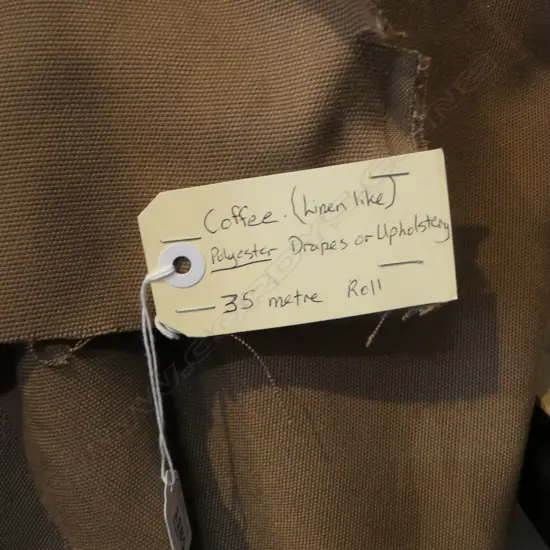 Coffee. (Linen like)
Polyester Drapes or Upholstery
35 metre Roll